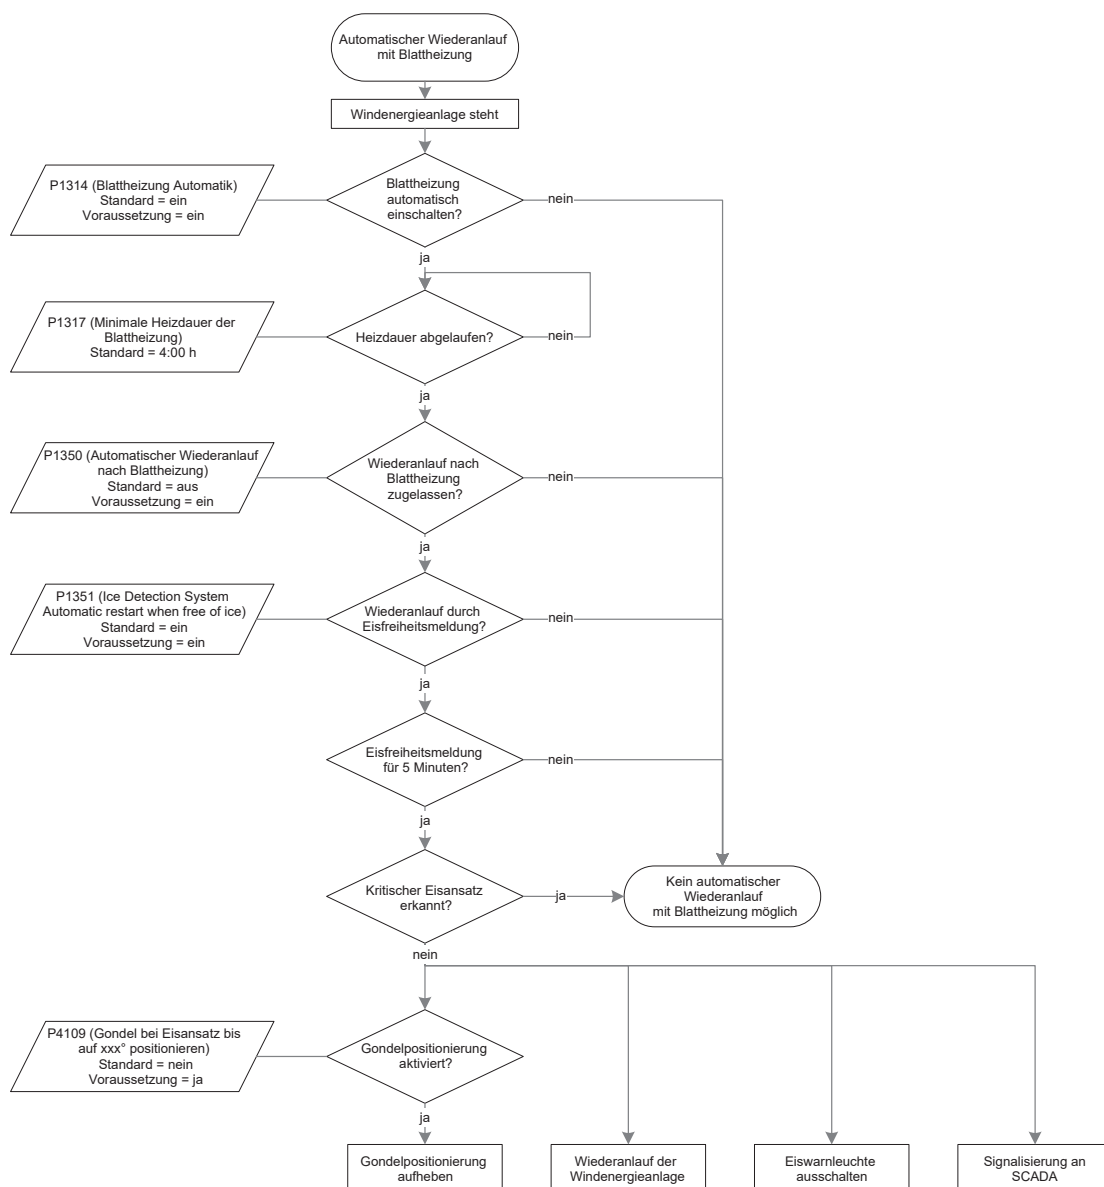 Automatischer Wiederanlauf
mit Blattheizung
Windenergieanlage steht
P1314 (Blattheizung Automatik)
Standard = ein
Voraussetzung = ein
Blattheizung
automatisch
einschalten?
nein
ja
P1317 (Minimale Heizdauer der
Blattheizung)
Standard = 4:00 h
Heizdauer abgelaufen?
nein
ja
P1350 (Automatischer Wiederanlauf
nach Blattheizung)
Standard = aus
Voraussetzung = ein
Wiederanlauf nach
Blattheizung
zugelassen?
nein
ja
P1351 (Ice Detection System
Automatic restart when free of ice)
Standard = ein
Voraussetzung = ein
Wiederanlauf durch
Eisfreiheitsmeldung?
nein
ja
Eisfreiheitsmeldung
für 5 Minuten?
nein
ja
Kritischer Eisansatz
erkannt?
ja
Kein automatischer
Wiederanlauf
mit Blattheizung möglich
nein
P4109 (Gondel bei Eisansatz bis
auf xxx° positionieren)
Standard = nein
Voraussetzung = ja
Gondelpositionierung
aktiviert?
ja
Gondelpositionierung
aufheben
Wiederanlauf der
Windenergieanlage
Eiswarnleuchte
ausschalten
Signalisierung an
SCADA